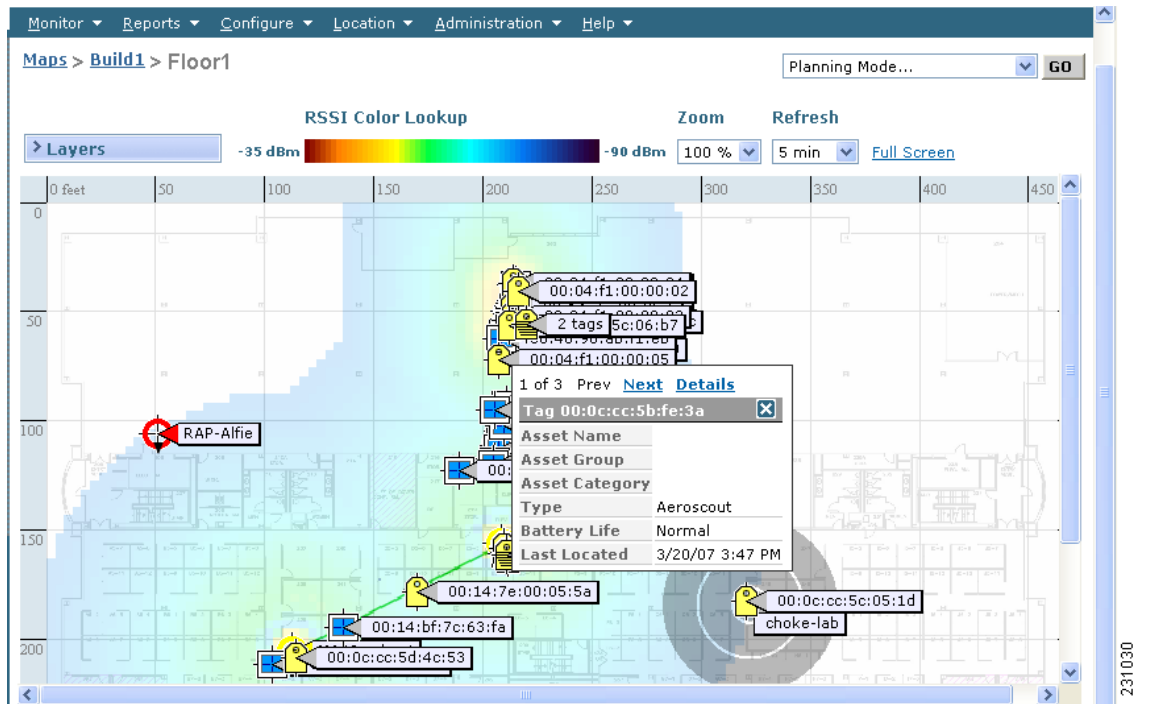 Monitor Reports Configure Location Administration Help
Maps > Build1 > Floor1
Planning Mode... GO
RSSI Color Lookup Zoom Refresh
Layers -35 dBm -90 dBm 100 % 5 min Full Screen
0 feet 50 100 150 200 250 300 350 400 450
0
00:04:f1:00:00:02
50
2 tags 5c:06:b7
00:04:f1:00:00:05
1 of 3 Prev Next Details
Tag 00:0c:cc:5b:fe:3a
100
RAP-Alfie
Asset Name
Asset Group
00:
Asset Category
Type Aeroscout
Battery Life Normal
150
Last Located 3/20/07 3:47 PM
00:14:7e:00:05:5a
00:0c:cc:5c:05:1d
choke-lab
00:14:bf:7c:63:fa
200
00:0c:cc:5d:4c:53
231030